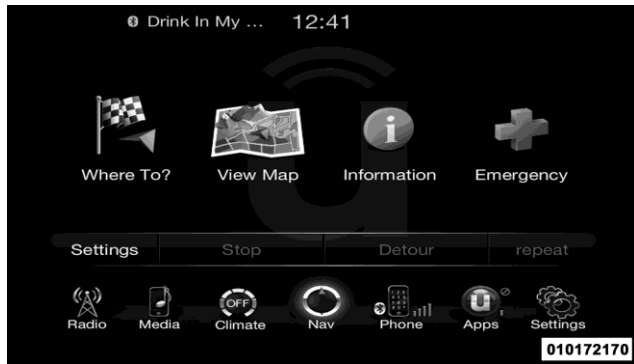 Drink In My ... 12:41
Where To? View Map Information Emergency
Settings Stop Detour repeat
OFF
Radio Media Climate Nav Phone Apps Settings
010172170